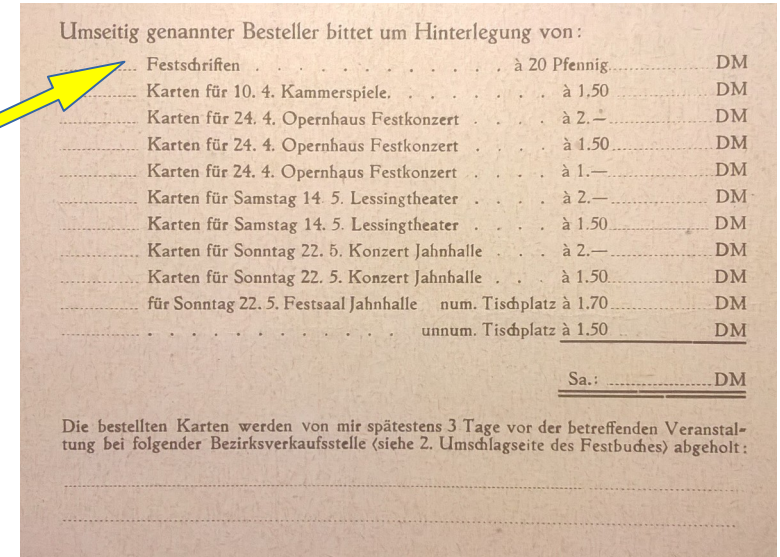 Umseitig genannter Besteller bittet um Hinterlegung von:
Festschriften . . . . . . . . . . . . à 20 Pfennig DM
Karten für 10. 4. Kammerspiele. . . . . . . à 1.50 DM
Karten für 24. 4. Opernhaus Festkonzert . . . . à 2.— DM
Karten für 24. 4. Opernhaus Festkonzert . . . . à 1.50 DM
Karten für 24. 4. Opernhaus Festkonzert . . . . à 1.— DM
Karten für Samstag 14. 5. Lessingtheater . . . . à 2.— DM
Karten für Samstag 14. 5. Lessingtheater . . . . à 1.50 DM
Karten für Sonntag 22. 5. Konzert Jahnhalle . . . à 2.— DM
Karten für Sonntag 22. 5. Konzert Jahnhalle . . . à 1.50 DM
für Sonntag 22. 5. Festsaal Jahnhalle num. Tischplatz à 1.70 DM
. . . . . . . . . . . . . unnum. Tischplatz à 1.50 DM
Sa.: DM
Die bestellten Karten werden von mir spätestens 3 Tage vor der betreffenden Veranstal-
tung bei folgender Bezirksverkaufsstelle (siehe 2. Umschlagseite des Festbuches) abgeholt: